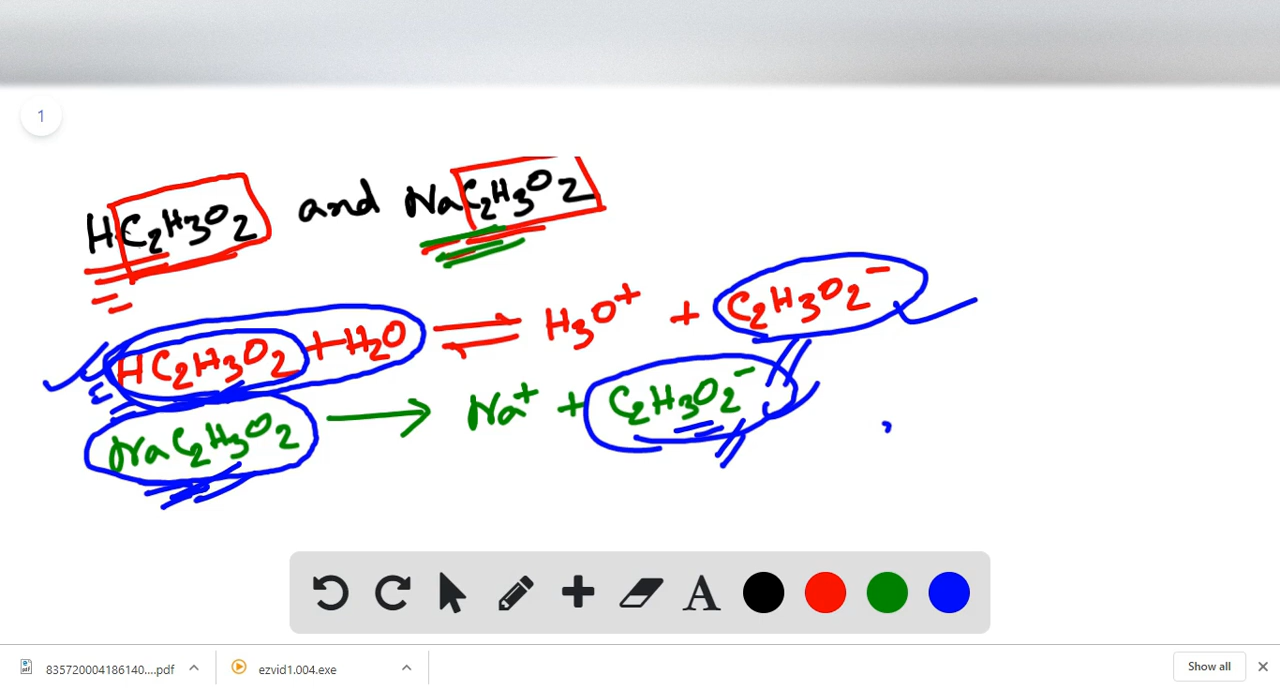 1
HC2H3O2 and NaC2H3O2
HC2H3O2 + H2O ⇌ H3O+ + C2H3O2-
NaC2H3O2 → Na+ + C2H3O2-
A
835720004186140....pdf
ezvid1.004.exe
Show all